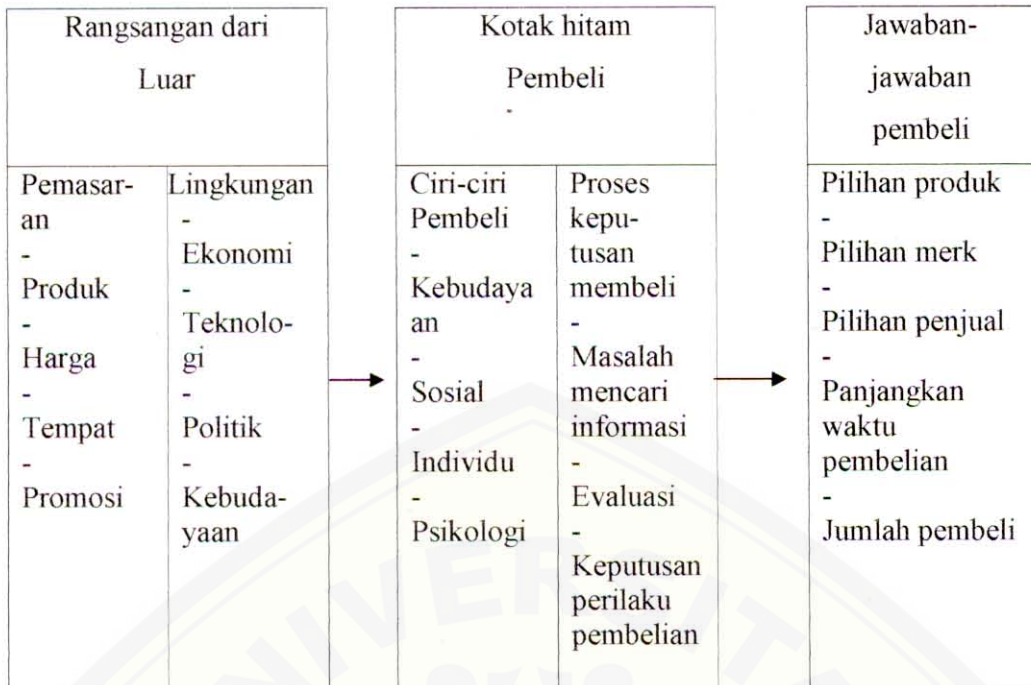 Rangsangan dari
Luar
Pemasar-
an
-
Produk
-
Harga
-
Tempat
-
Promosi
Lingkungan
-
Ekonomi
-
Teknolo-
gi
-
Politik
-
Kebuda-
yaan
Kotak hitam
Pembeli
-
Ciri-ciri
Pembeli
-
Kebudaya
an
-
Sosial
-
Individu
-
Psikologi
Proses
kepu-
tusan
membeli
-
Masalah
mencari
informasi
-
Evaluasi
-
Keputusan
perilaku
pembelian
Jawaban-
jawaban
pembeli
Pilihan produk
-
Pilihan merk
-
Pilihan penjual
-
Panjangkan
waktu
pembelian
-
Jumlah pembeli
NIVERSITA